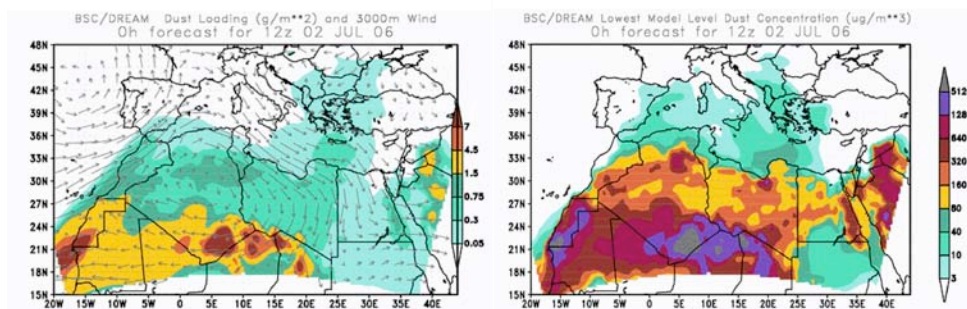 BSC/DREAM Dust Loading (g/m**2) and 3000m Wind
0h forecast for 12z 02 JUL 06
48N
45N
42N
39N
36N
33N
30N
27N
24N
21N
18N
15N
20W 15W 10W 5W 0 5E 10E 15E 20E 25E 30E 35E 40E
7
4.5
1.5
0.75
0.3
0.05
BSC/DREAM Lowest Model Level Dust Concentration (ug/m**3)
0h forecast for 12z 02 JUL 06
48N
45N
42N
39N
36N
33N
30N
27N
24N
21N
18N
15N
20W 15W 10W 5W 0 5E 10E 15E 20E 25E 30E 35E 40E
512
128
640
320
160
80
40
10
3